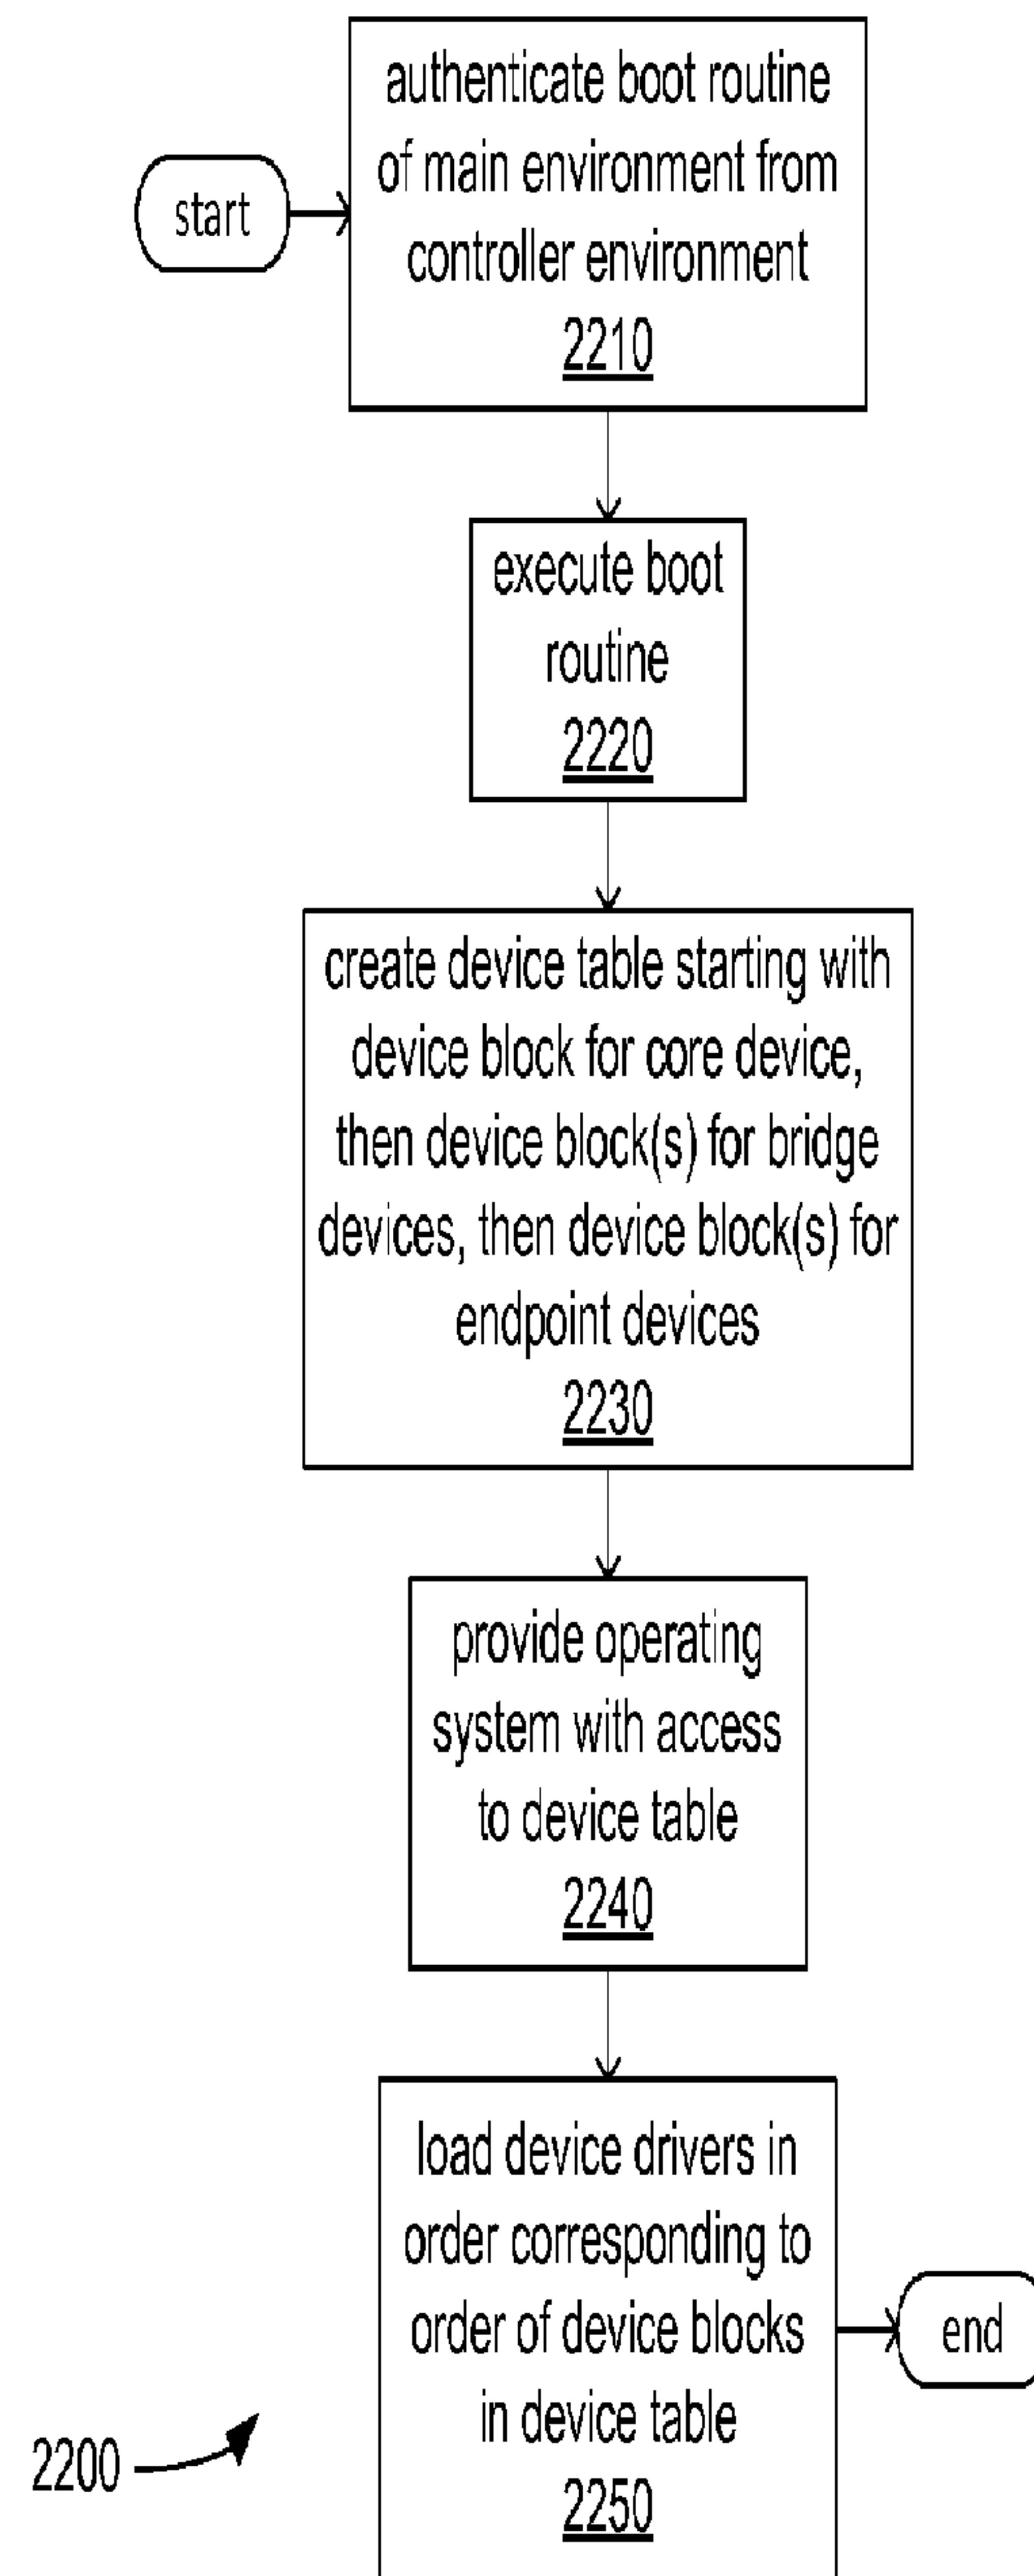 start
authenticate boot routine
of main environment from
controller environment
2210
execute boot
routine
2220
create device table starting with
device block for core device,
then device block(s) for bridge
devices, then device block(s) for
endpoint devices
2230
provide operating
system with access
to device table
2240
load device drivers in
order corresponding to
order of device blocks
in device table
2250
end
2200